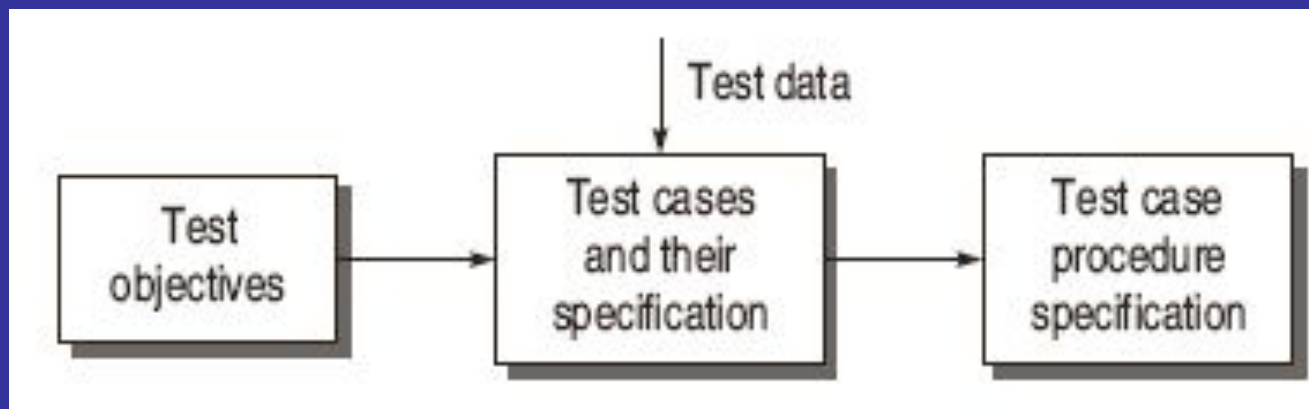 Test data
Test
objectives
Test cases
and their
specification
Test case
procedure
specification